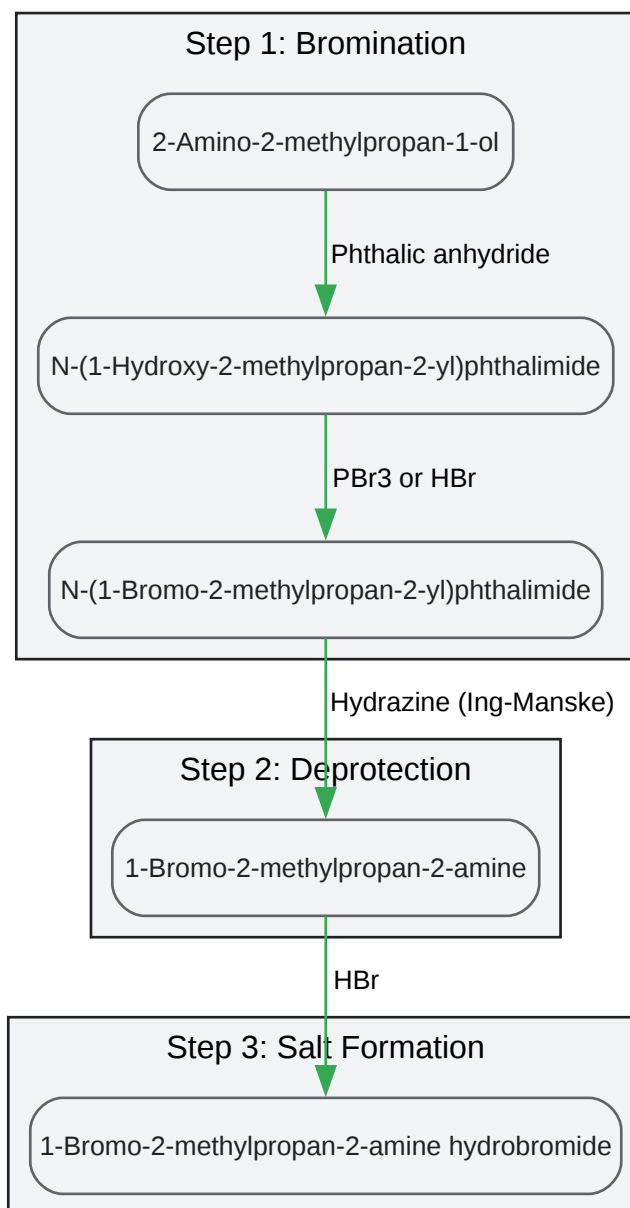 Step 1: Bromination
2-Amino-2-methylpropan-1-ol
Phthalic anhydride
N-(1-Hydroxy-2-methylpropan-2-yl)phthalimide
PBr3 or HBr
N-(1-Bromo-2-methylpropan-2-yl)phthalimide
Hydrazine (Ing-Manske)
Step 2: Deprotection
1-Bromo-2-methylpropan-2-amine
HBr
Step 3: Salt Formation
1-Bromo-2-methylpropan-2-amine hydrobromide